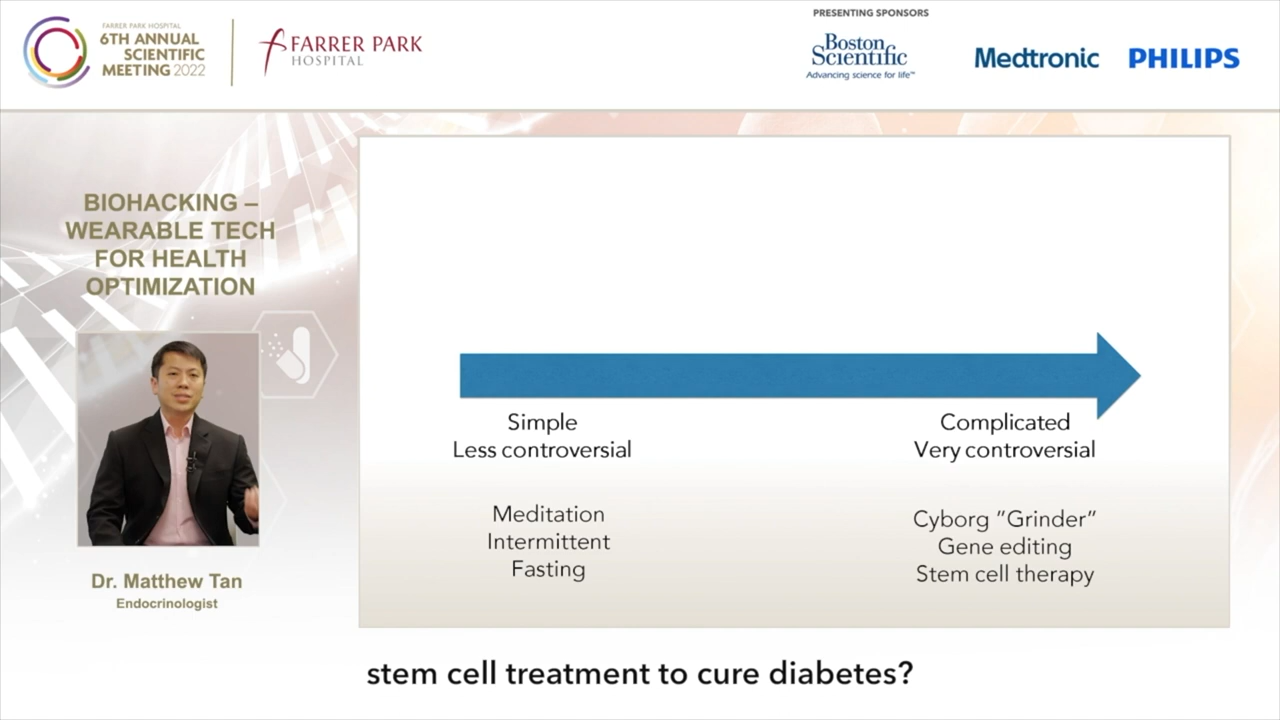 FARRER PARK HOSPITAL
6TH ANNUAL
SCIENTIFIC
MEETING 2022
FARRER PARK
HOSPITAL
PRESENTING SPONSORS
Boston
Scientific
Advancing science for life™
Medtronic
PHILIPS
BIOHACKING –
WEARABLE TECH
FOR HEALTH
OPTIMIZATION
Dr. Matthew Tan
Endocrinologist
Simple
Less controversial
Meditation
Intermittent
Fasting
Complicated
Very controversial
Cyborg "Grinder"
Gene editing
Stem cell therapy
stem cell treatment to cure diabetes?